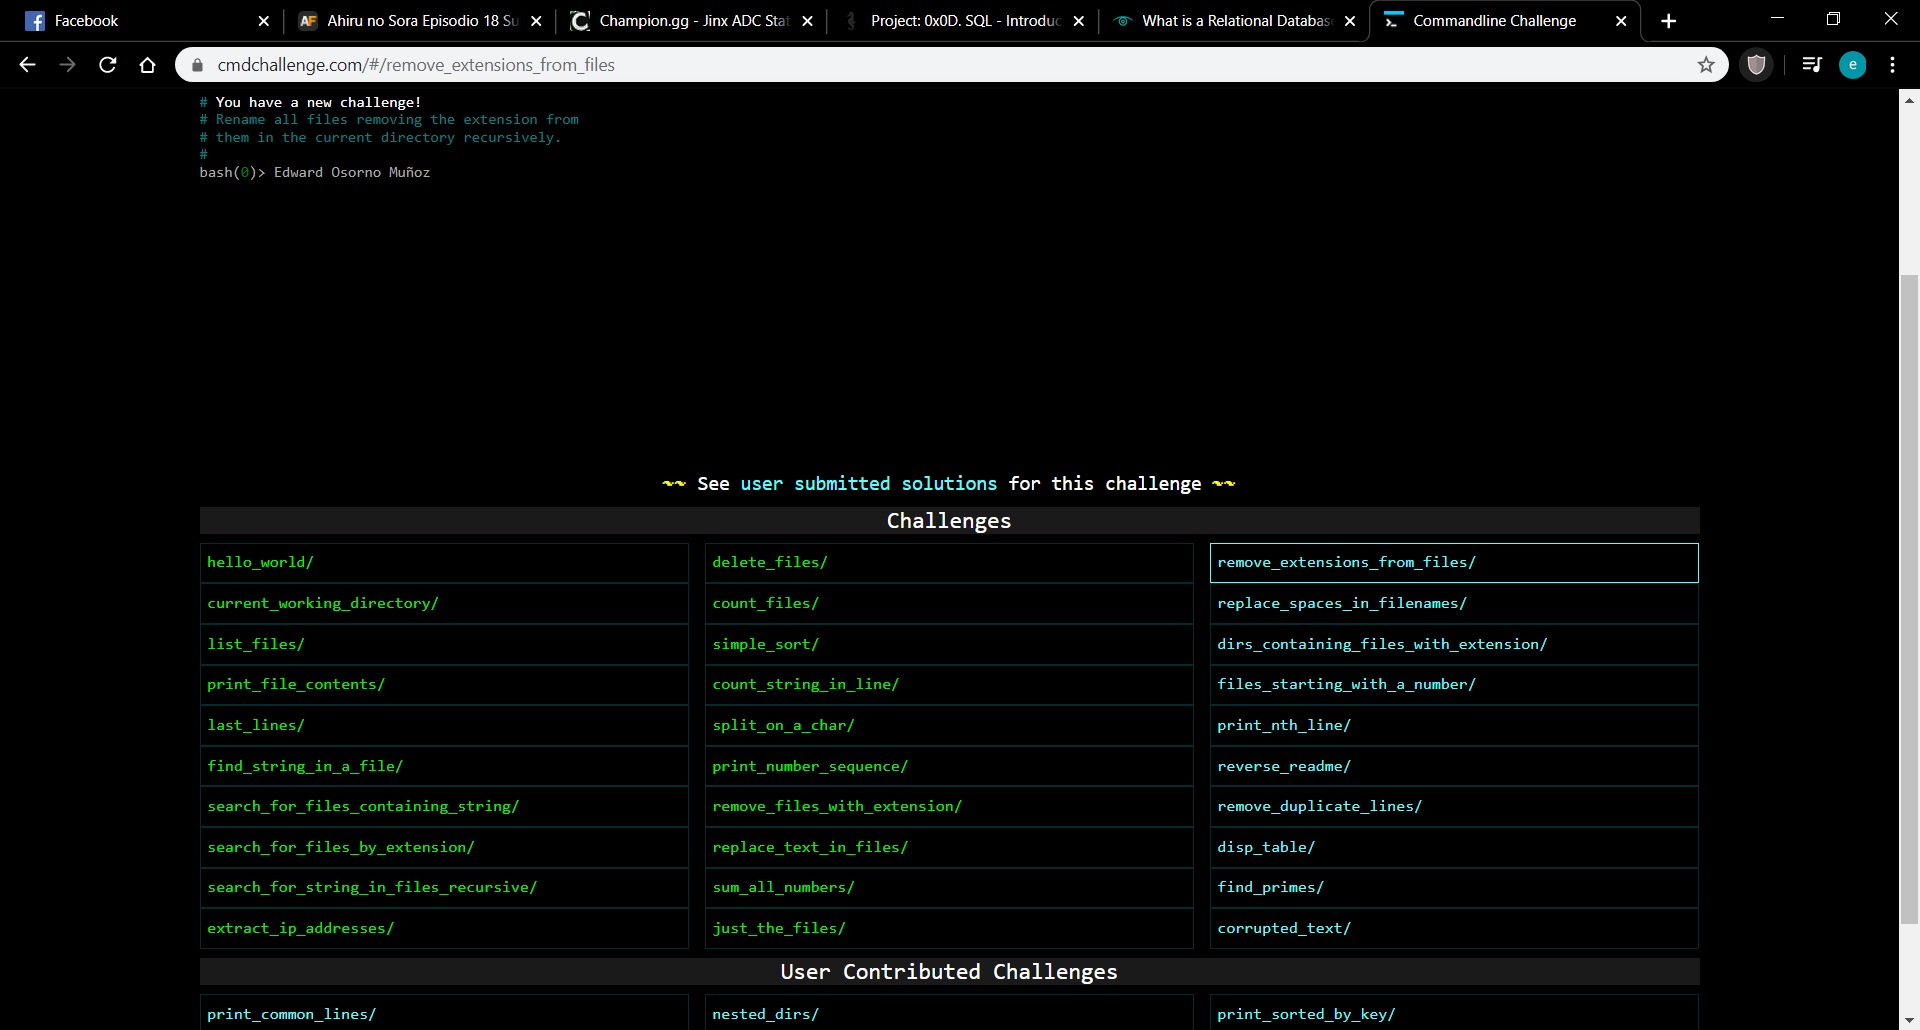 Facebook
AF Ahiru no Sora Episodio 18 Su
Champion.gg - Jinx ADC Stat
Project: 0x0D. SQL - Introduc
What is a Relational Databas
Commandline Challenge
cmdchallenge.com/#/remove_extensions_from_files
e
# You have a new challenge!
# Rename all files removing the extension from
# them in the current directory recursively.
#
bash(0)> Edward Osorno Muñoz
~~ See user submitted solutions for this challenge ~~
Challenges
hello_world/
delete_files/
remove_extensions_from_files/
current_working_directory/
count_files/
replace_spaces_in_filenames/
list_files/
simple_sort/
dirs_containing_files_with_extension/
print_file_contents/
count_string_in_line/
files_starting_with_a_number/
last_lines/
split_on_a_char/
print_nth_line/
find_string_in_a_file/
print_number_sequence/
reverse_readme/
search_for_files_containing_string/
remove_files_with_extension/
remove_duplicate_lines/
search_for_files_by_extension/
replace_text_in_files/
disp_table/
search_for_string_in_files_recursive/
sum_all_numbers/
find_primes/
extract_ip_addresses/
just_the_files/
corrupted_text/
User Contributed Challenges
print_common_lines/
nested_dirs/
print_sorted_by_key/